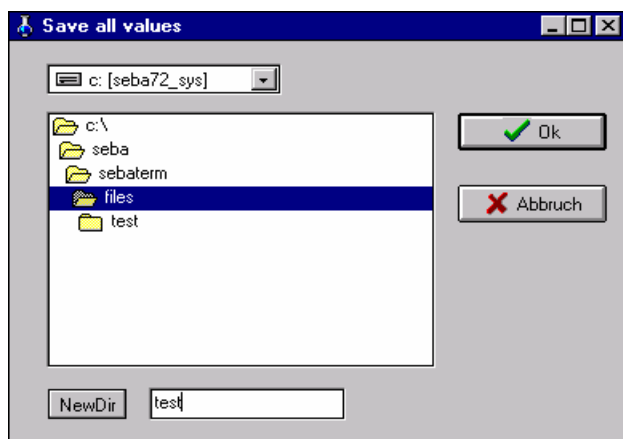 Save all values
c: [seba72_sys]
c:\
seba
sebaterm
files
test
Ok
Abbruch
NewDir
test